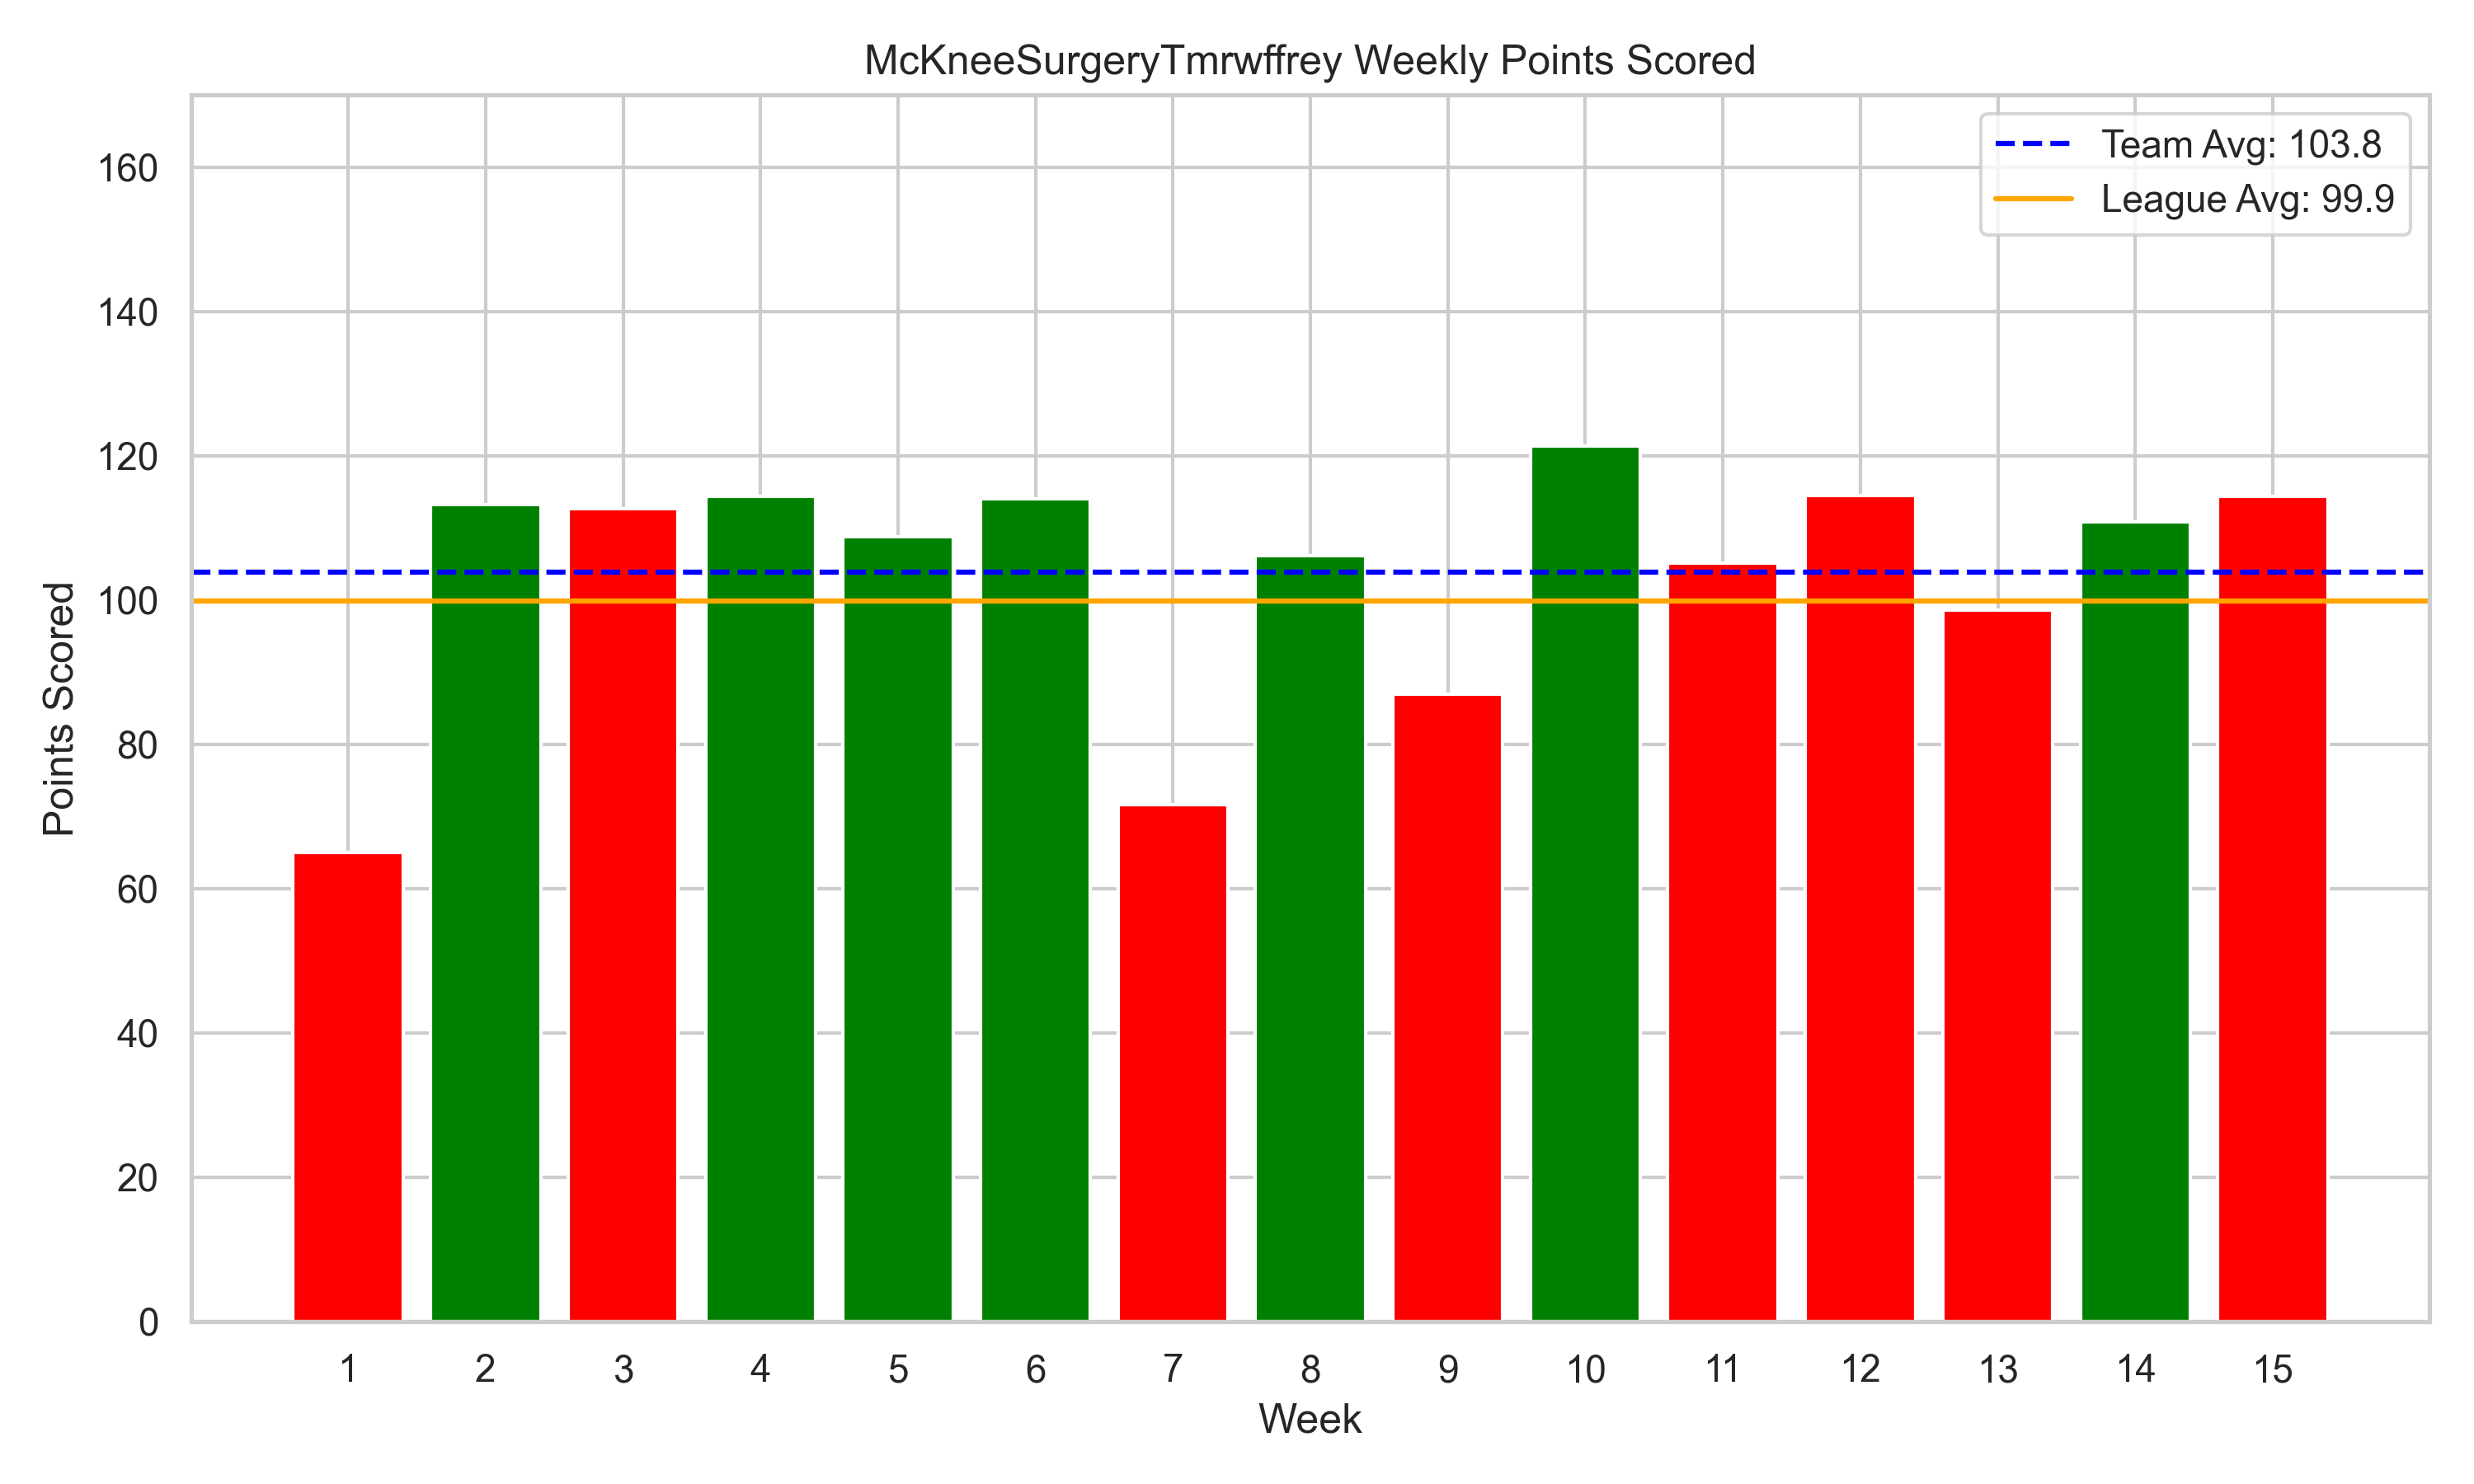 McKneeSurgeryTmrwffrey Weekly Points Scored
Team Avg: 103.8
League Avg: 99.9
Points Scored
160
140
120
100
80
60
40
20
0
1 2 3 4 5 6 7 8 9 10 11 12 13 14 15
Week